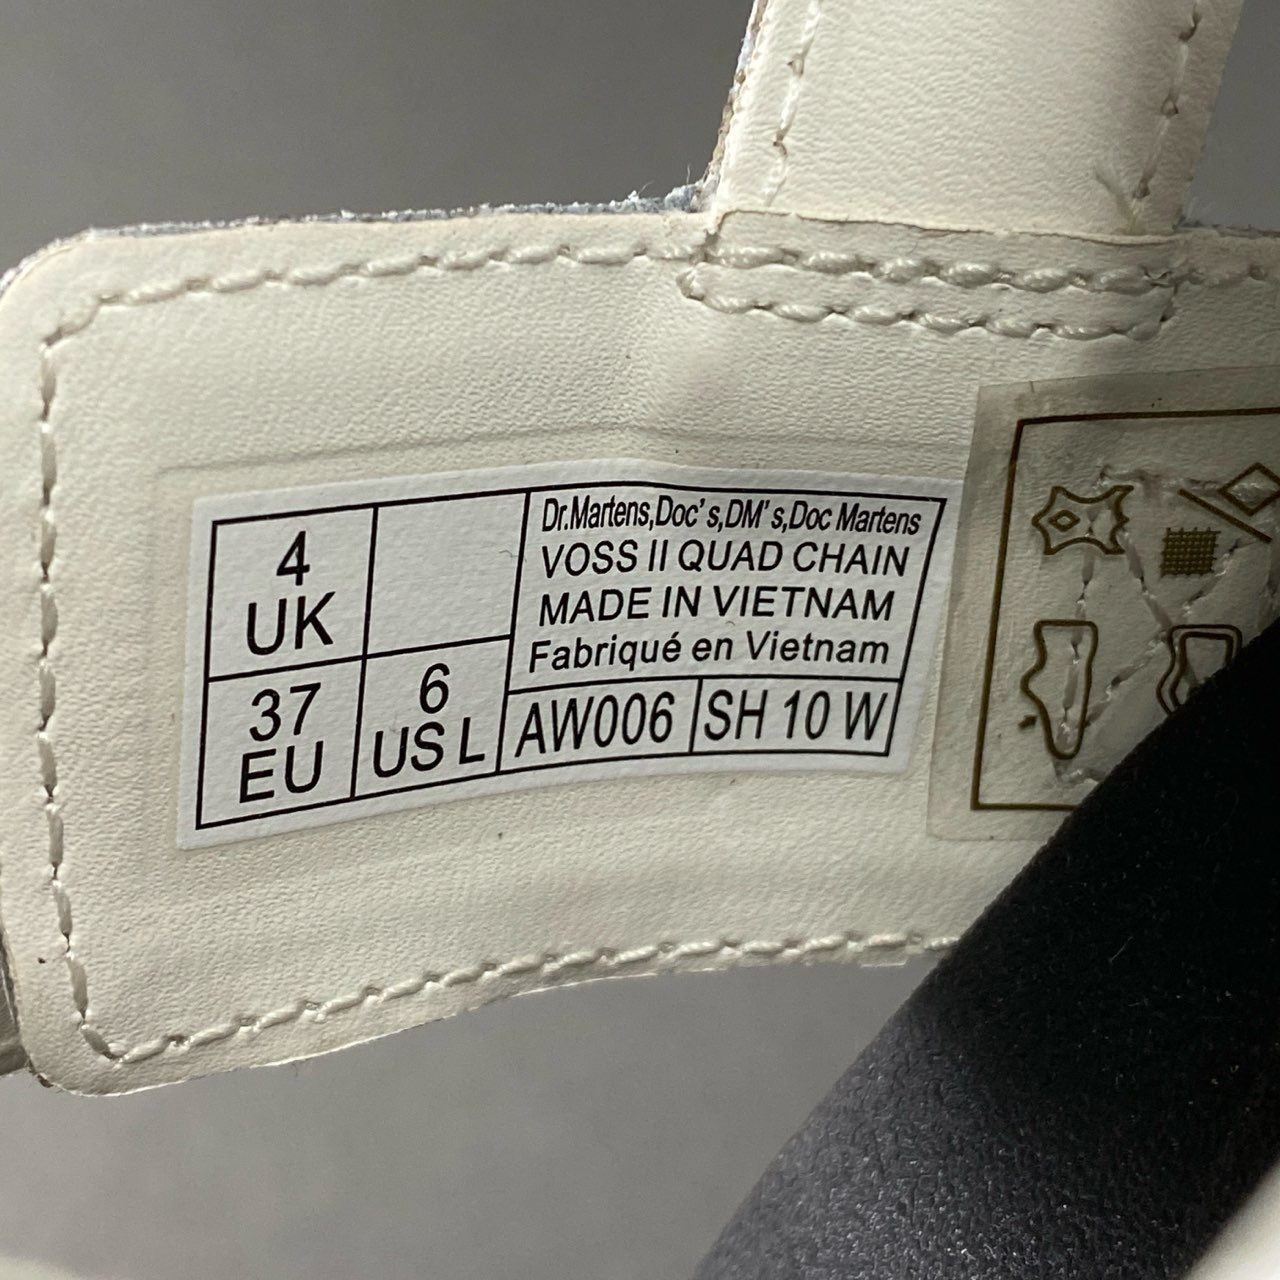 4
UK
37
EU
6
US L
Dr.Martens,Doc's,DM's,Doc Martens
VOSS II QUAD CHAIN
MADE IN VIETNAM
Fabriqué en Vietnam
AW006
SH 10 W